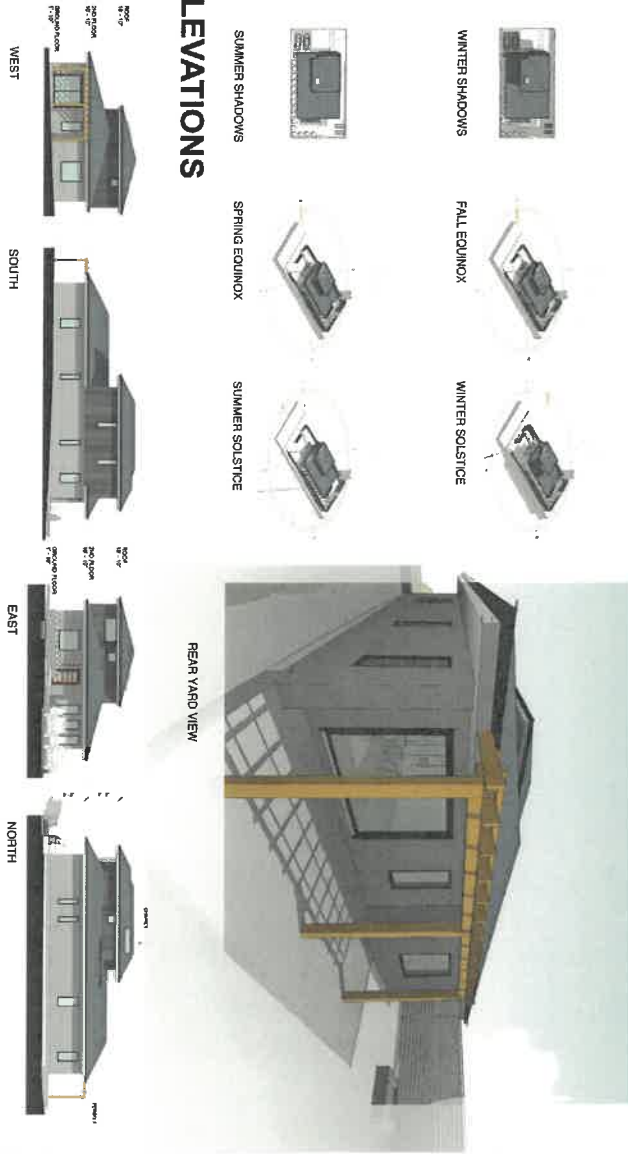 WINTER SHADOWS
FALL EQUINOX
WINTER SOLSTICE
SUMMER SHADOWS
SPRING EQUINOX
SUMMER SOLSTICE
REAR YARD VIEW
LEVATIONS
ROOF
2ND FLOOR
GROUND FLOOR
WEST
SOUTH
ROOF
2ND FLOOR
GROUND FLOOR
EAST
NORTH